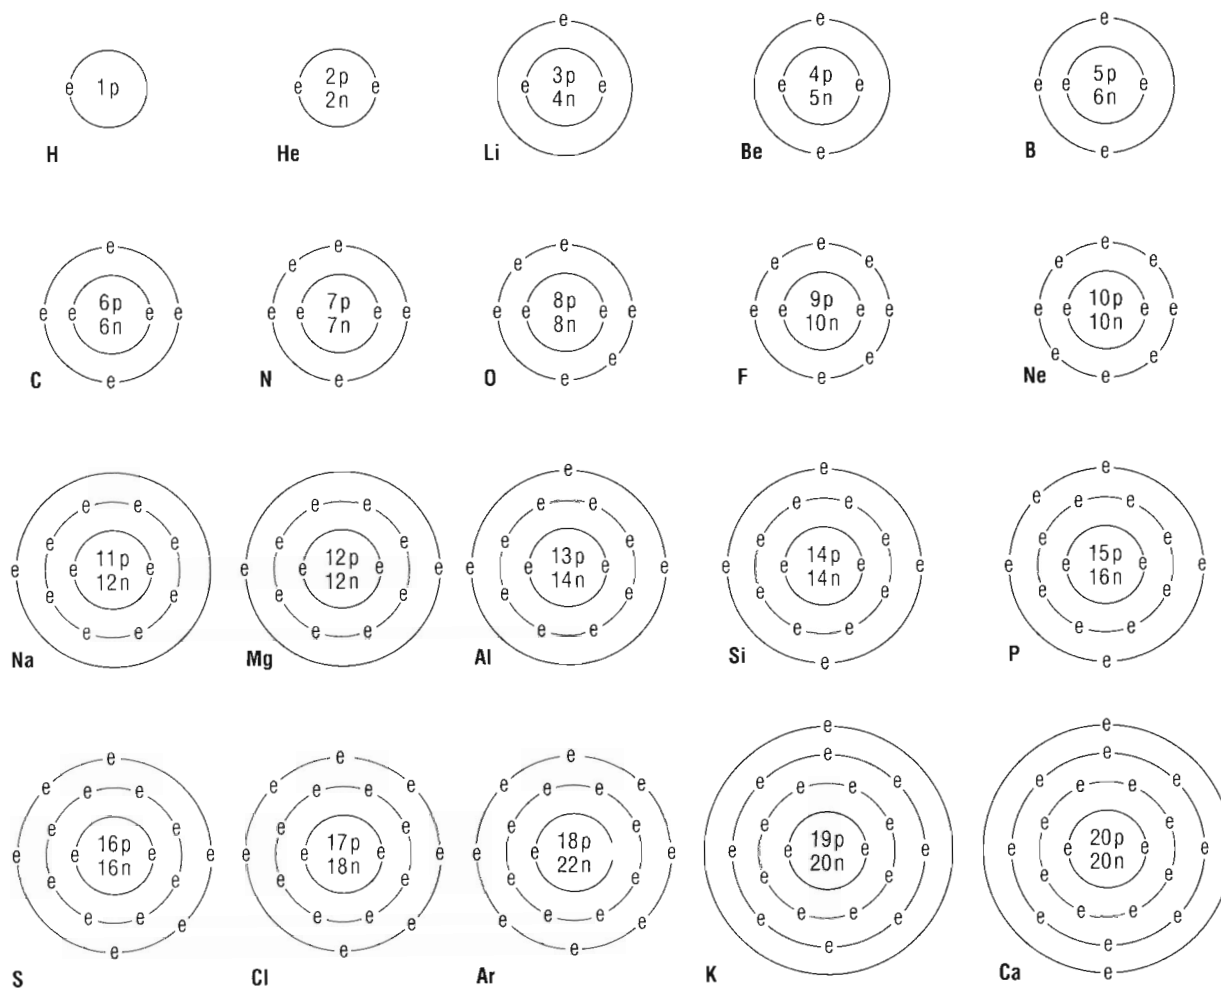 e 1p
H
e 2p e
2n
He
e
e 3p e
4n
Li
e
e 4p e
5n
e
Be
e
e e 5p e
6n
e
B
e
e e 6p e e
6n
e
C
e
e
e e 7p e e
7n
e
N
e
e
e e 8p e e
8n
e
e
O
e
e e
e e 9p e e
10n
e
e
F
e
e e
e e 10p e e
10n
e e
e
Ne
e e
e e
e e 11p e
12n
e e
e e
Na
e e
e e
e e 12p e e
12n
e e
e e
Mg
e
e e
e e
e e 13p e e
14n
e e
e e
Al
e
e e
e e
e e 14p e e
14n
e e
e e
e
Si
e
e
e e
e e
e e 15p e e
16n
e e
e e
e
P
e
e
e e
e e
e e 16p e e
16n
e e
e e
e
e
S
e
e e
e e
e e
e e 17p e e
18n
e e
e e
e
e
Cl
e
e e
e e
e e
e e 18p e
22n
e e
e e
e e
e
Ar
e
e
e e
e e
e e
e e 19p e e
20n
e e
e e
e e
e
K
e
e
e e
e e
e e
e e 20p e e
20n
e e
e e
e e
e
e
Ca